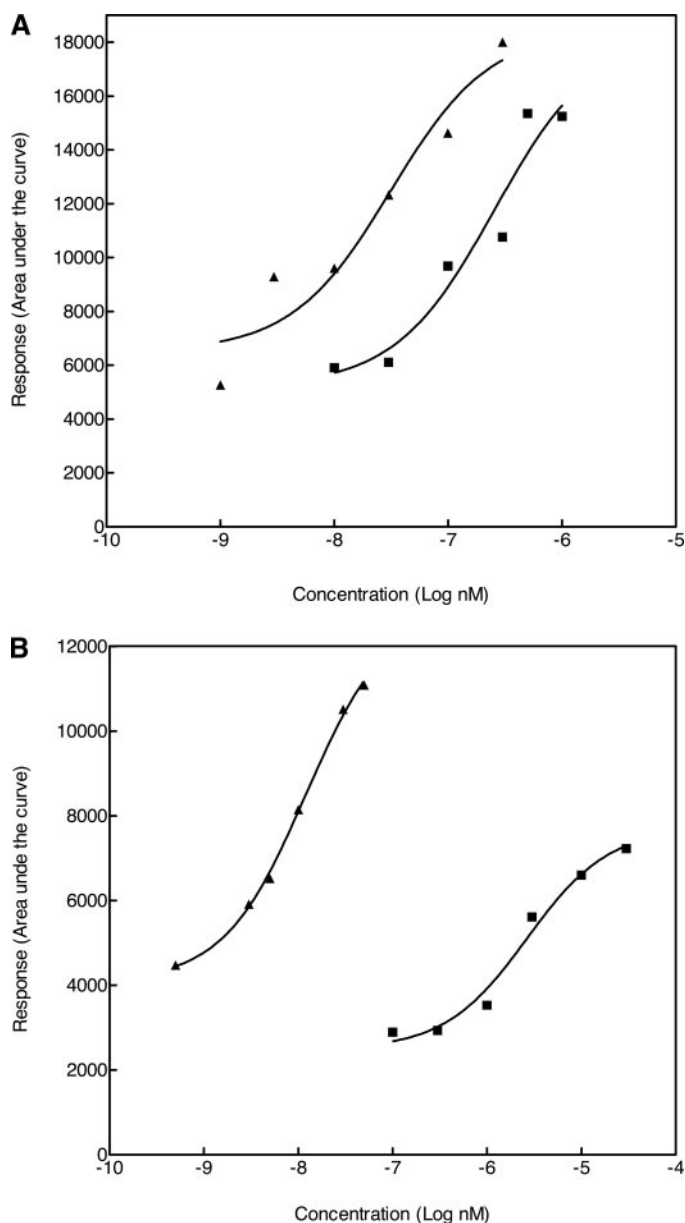 A
18000
16000
14000
12000
10000
8000
6000
4000
2000
0
Response (Area under the curve)
-10 -9 -8 -7 -6 -5
Concentration (Log nM)
B
12000
10000
8000
6000
4000
2000
0
Response (Area unde the curve)
-10 -9 -8 -7 -6 -5 -4
Concentration (Log nM)